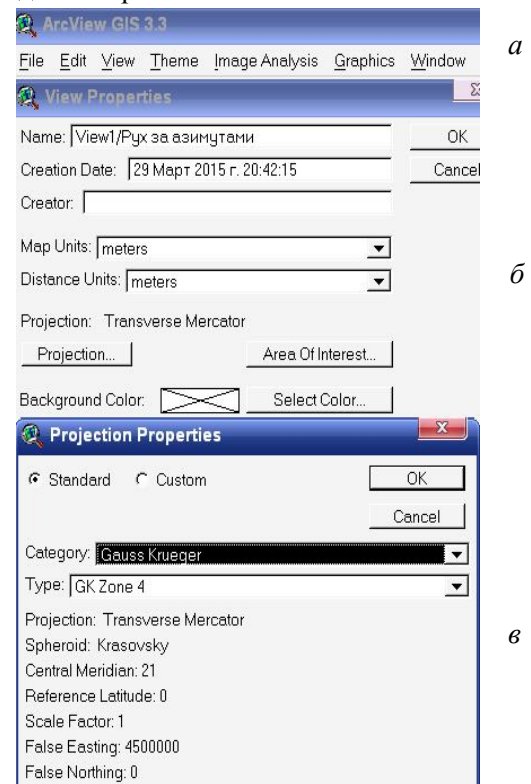 ArcView GIS 3.3
File Edit View Theme Image Analysis Graphics Window
а
View Properties
Name: View1/Рух за азимутами
OK
Creation Date: 29 Март 2015 г. 20:42:15
Cancel
Creator:
Map Units: meters
Distance Units: meters
б
Projection: Transverse Mercator
Projection...
Area Of Interest...
Background Color:
Select Color...
Projection Properties
Standard Custom
OK
Cancel
Category: Gauss Krueger
Type: GK Zone 4
Projection: Transverse Mercator
Spheroid: Krasovsky
в
Central Meridian: 21
Reference Latitude: 0
Scale Factor: 1
False Easting: 4500000
False Northing: 0